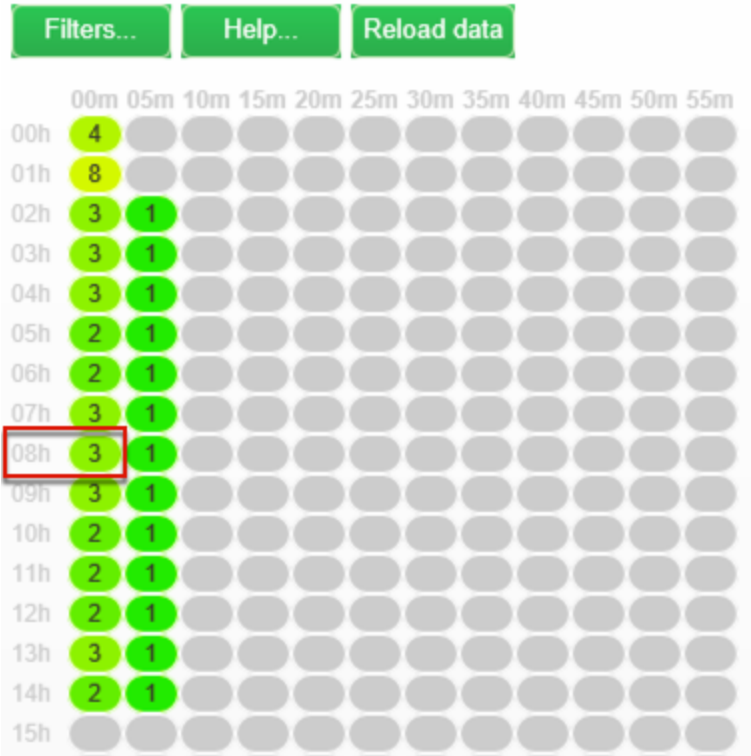 Filters... Help... Reload data
00m 05m 10m 15m 20m 25m 30m 35m 40m 45m 50m 55m
00h 4
01h 8
02h 3 1
03h 3 1
04h 3 1
05h 2 1
06h 2 1
07h 3 1
08h 3 1
09h 3 1
10h 2 1
11h 2 1
12h 2 1
13h 3 1
14h 2 1
15h